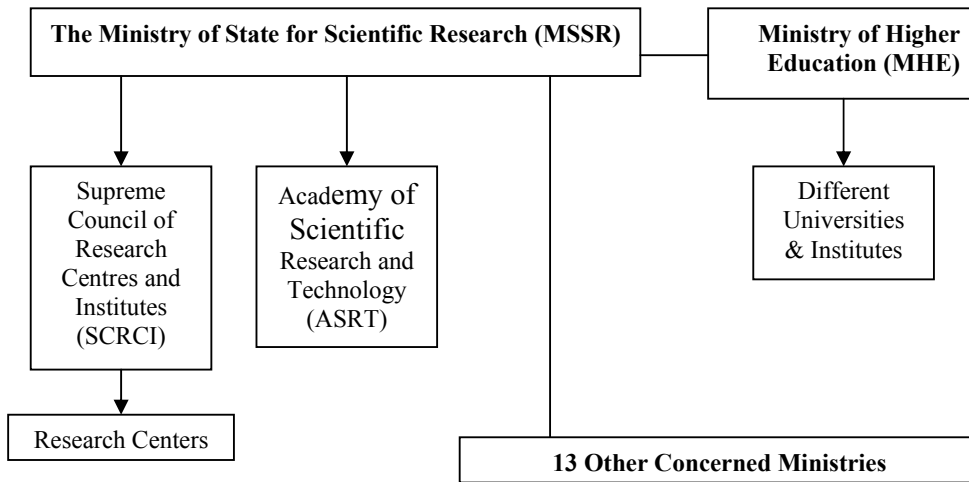 The Ministry of State for Scientific Research (MSSR)
Ministry of Higher
Education (MHE)
Supreme
Council of
Research
Centres and
Institutes
(SCRCI)
Academy of
Scientific
Research and
Technology
(ASRT)
Different
Universities
& Institutes
Research Centers
13 Other Concerned Ministries